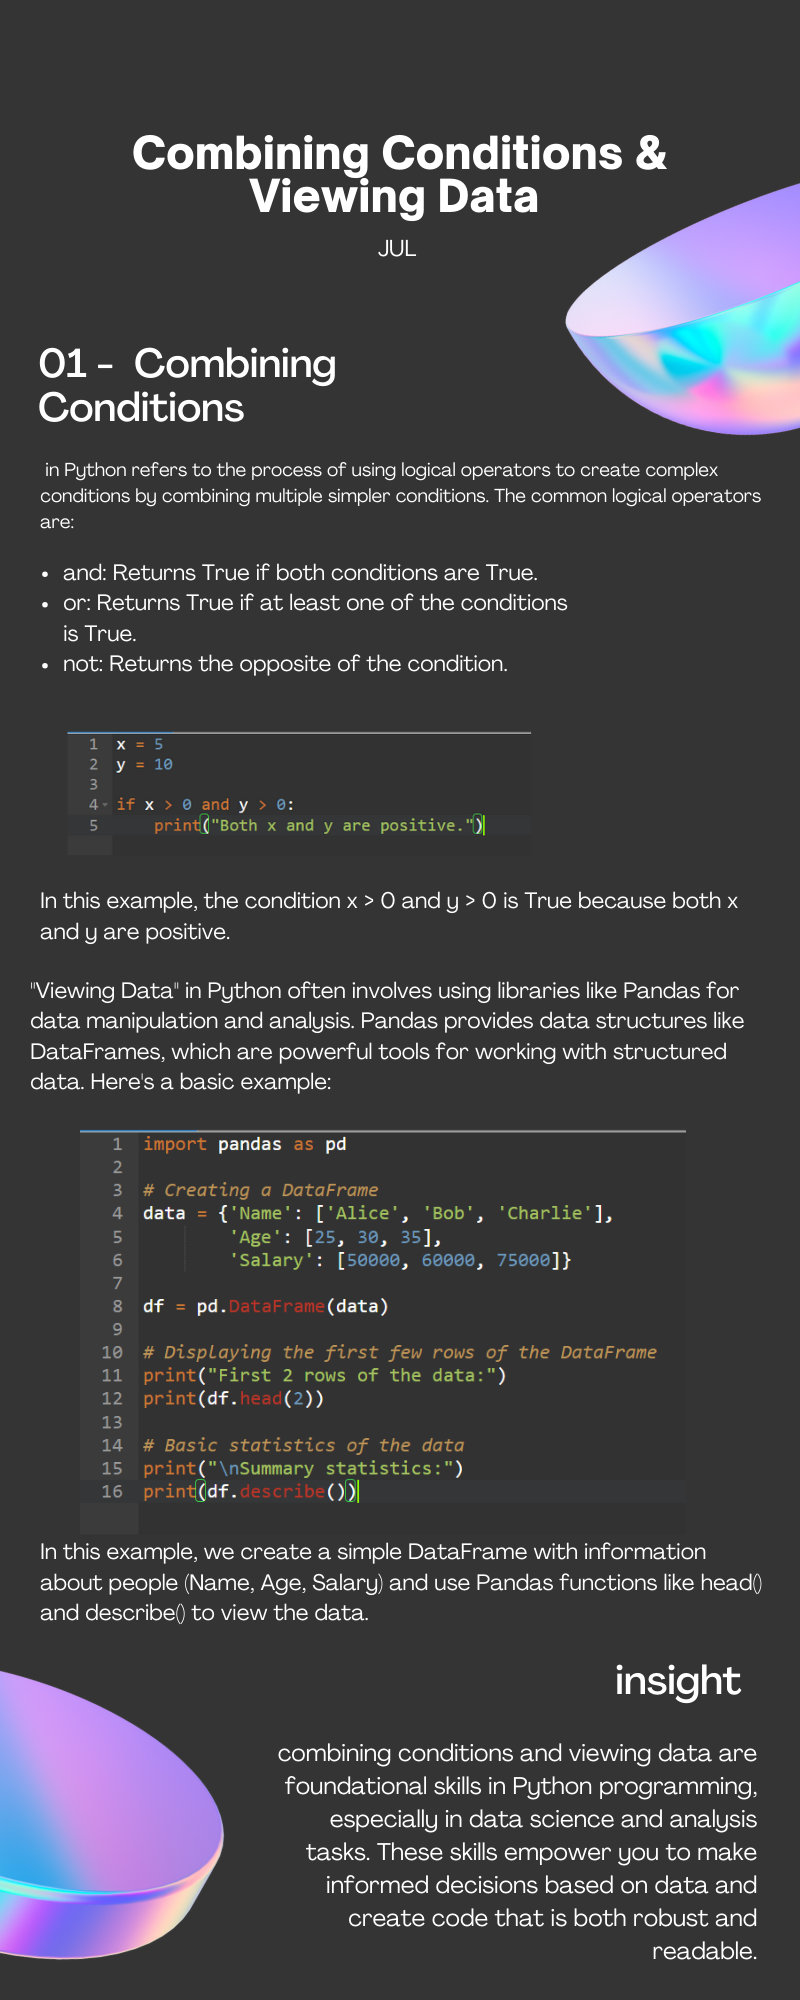 Combining Conditions &
Viewing Data
JUL
01 - Combining
Conditions
in Python refers to the process of using logical operators to create complex
conditions by combining multiple simpler conditions. The common logical operators
are:
• and: Returns True if both conditions are True.
• or: Returns True if at least one of the conditions
is True.
• not: Returns the opposite of the condition.
1 x = 5
2 y = 10
3
4 if x > 0 and y > 0:
5     print("Both x and y are positive.")
In this example, the condition x > 0 and y > 0 is True because both x
and y are positive.
"Viewing Data" in Python often involves using libraries like Pandas for
data manipulation and analysis. Pandas provides data structures like
DataFrames, which are powerful tools for working with structured
data. Here's a basic example:
1 import pandas as pd
2
3 # Creating a DataFrame
4 data = {'Name': ['Alice', 'Bob', 'Charlie'],
5         'Age': [25, 30, 35],
6         'Salary': [50000, 60000, 75000]}
7
8 df = pd.DataFrame(data)
9
10 # Displaying the first few rows of the DataFrame
11 print("First 2 rows of the data:")
12 print(df.head(2))
13
14 # Basic statistics of the data
15 print("\nSummary statistics:")
16 print(df.describe())
In this example, we create a simple DataFrame with information
about people (Name, Age, Salary) and use Pandas functions like head()
and describe() to view the data.
insight
combining conditions and viewing data are
foundational skills in Python programming,
especially in data science and analysis
tasks. These skills empower you to make
informed decisions based on data and
create code that is both robust and
readable.